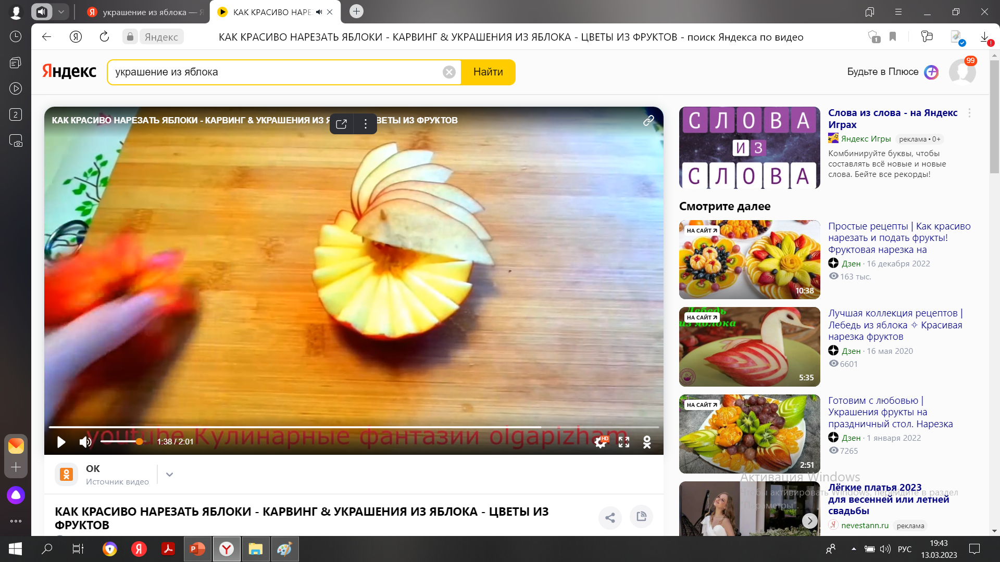 украшение из яблока — Я
КАК КРАСИВО НАРЕ
Яндекс
КАК КРАСИВО НАРЕЗАТЬ ЯБЛОКИ - КАРВИНГ & УКРАШЕНИЯ ИЗ ЯБЛОКА - ЦВЕТЫ ИЗ ФРУКТОВ - поиск Яндекса по видео
1
2
Яндекс
украшение из яблока
Найти
Будьте в Плюсе
99
КАК КРАСИВО НАРЕЗАТЬ ЯБЛОКИ - КАРВИНГ & УКРАШЕНИЯ ИЗ Я ВЕТЫ ИЗ ФРУКТОВ
youtube Кулинарные фантазии olgapizham
1:38 / 2:01
HD
OK
Источник видео
КАК КРАСИВО НАРЕЗАТЬ ЯБЛОКИ - КАРВИНГ & УКРАШЕНИЯ ИЗ ЯБЛОКА - ЦВЕТЫ ИЗ
ФРУКТОВ
СЛОВА
ИЗ
СЛОВА
Слова из слова - на Яндекс
Играх
Яндекс Игры
реклама • 0+
Комбинируйте буквы, чтобы
составлять всё новые и новые
слова. Бейте все рекорды!
Смотрите далее
НА САЙТ
10:38
Простые рецепты | Как красиво
нарезать и подать фрукты!
Фруктовая нарезка на
Дзен · 16 декабря 2022
163 тыс.
Лебедь
из яблока
НА САЙТ
5:35
Лучшая коллекция рецептов |
Лебедь из яблока ✧ Красивая
нарезка фруктов
Дзен · 16 мая 2020
6601
НА САЙТ
2:51
Готовим с любовью |
Украшения фрукты на
праздничный стол. Нарезка
Дзен · 1 января 2022
7265
Активация Windows
Чтобы активировать Windows, перейдите в раздел
"Параметры".
Лёгкие платья 2023
для весенней или летней
свадьбы
nevestann.ru
реклама
РУС
19:43
13.03.2023